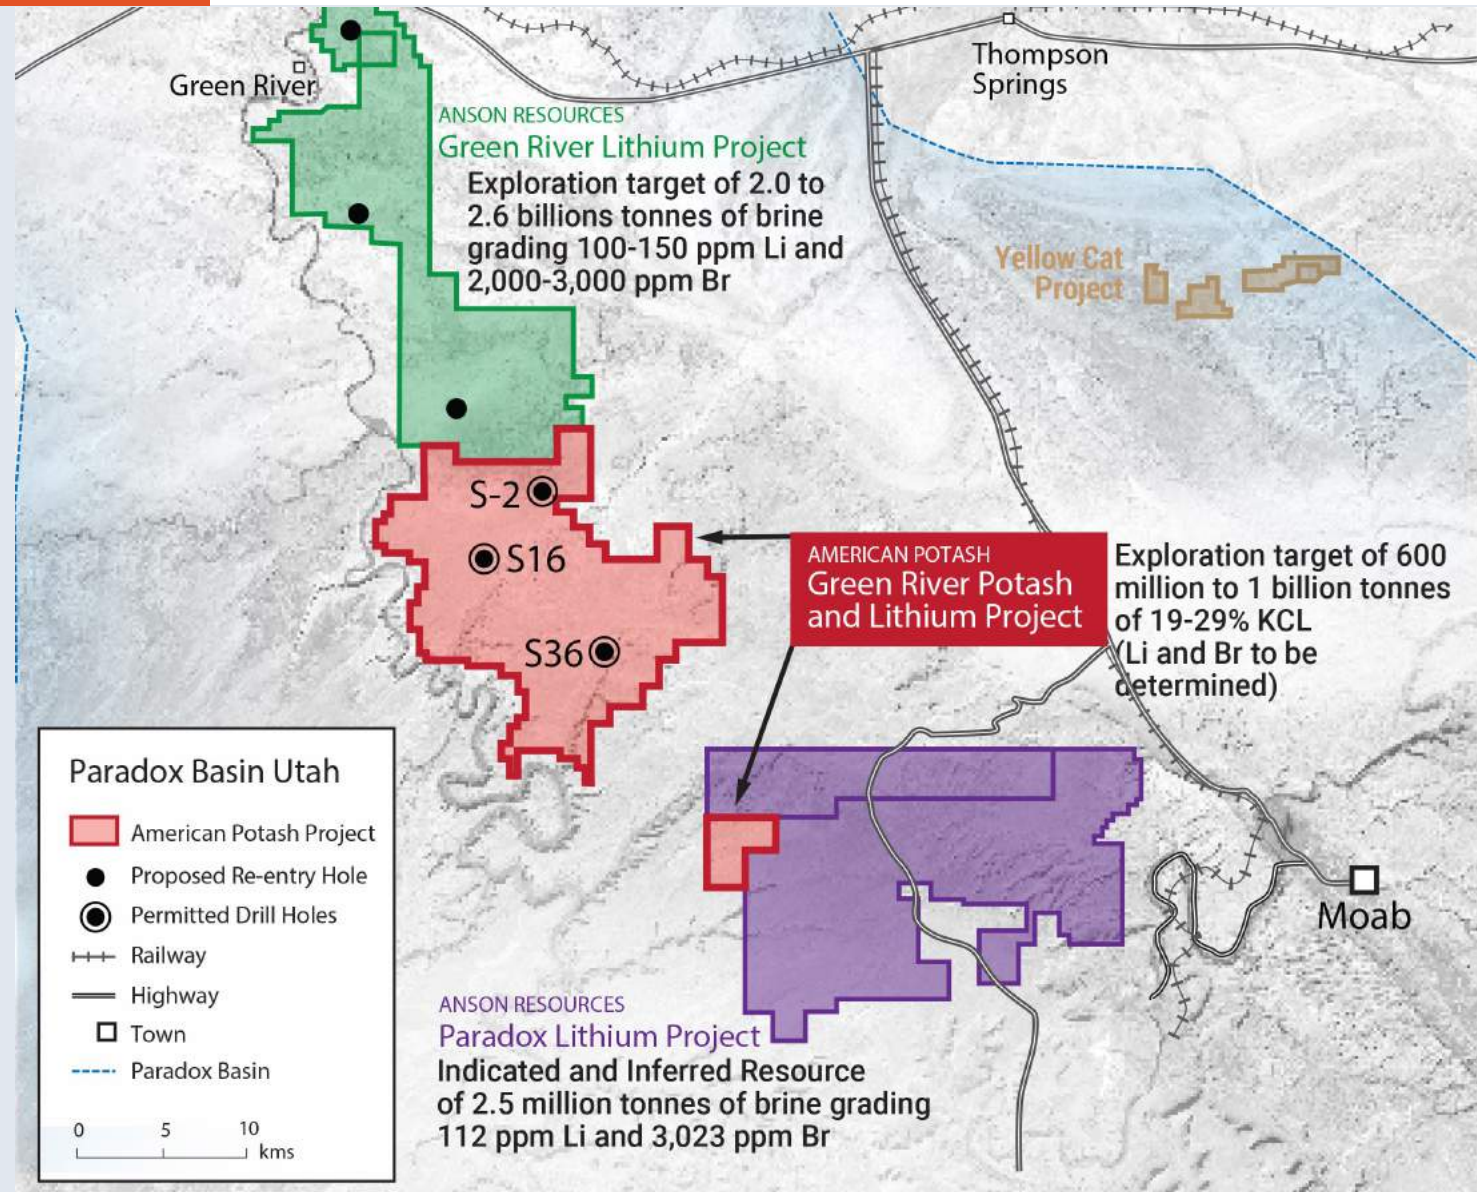 Green River
Thompson
Springs
ANSON RESOURCES
Green River Lithium Project
Exploration target of 2.0 to
2.6 billions tonnes of brine
grading 100-150 ppm Li and
2,000-3,000 ppm Br
Yellow Cat
Project
S-2
S16
S36
AMERICAN POTASH
Green River Potash
and Lithium Project
Exploration target of 600
million to 1 billion tonnes
of 19-29% KCL
(Li and Br to be
determined)
Paradox Basin Utah
American Potash Project
Proposed Re-entry Hole
Permitted Drill Holes
Railway
Highway
Town
Paradox Basin
0 5 10
kms
Moab
ANSON RESOURCES
Paradox Lithium Project
Indicated and Inferred Resource
of 2.5 million tonnes of brine grading
112 ppm Li and 3,023 ppm Br